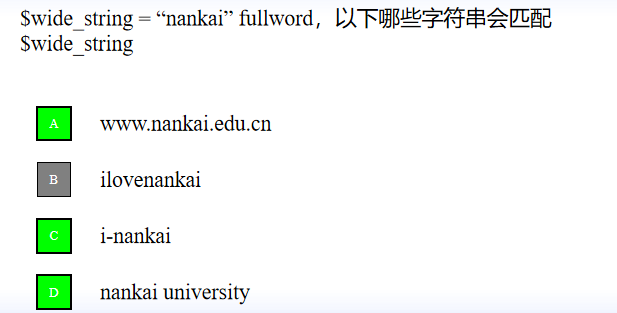 $wide_string = “nankai” fullword，以下哪些字符串会匹配
$wide_string
A www.nankai.edu.cn
B ilovenankai
C i-nankai
D nankai university